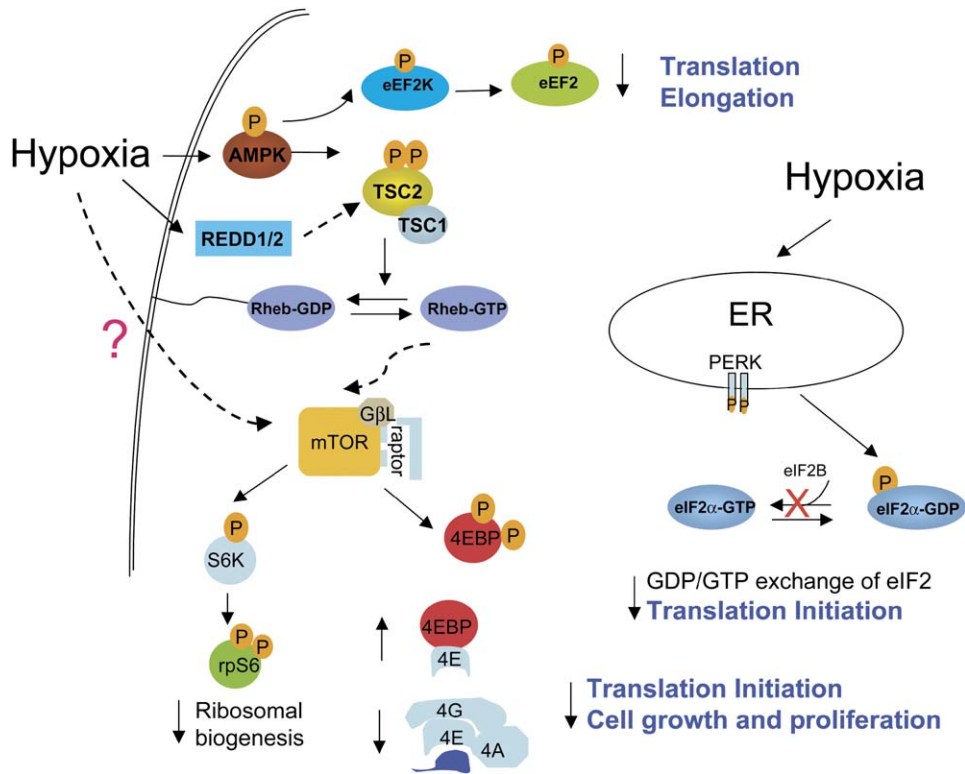 P
eEF2K
P
eEF2
Translation
Elongation
Hypoxia
P
AMPK
P P
TSC2
TSC1
REDD1/2
Rheb-GDP
Rheb-GTP
?
GβL
mTOR
raptor
P
S6K
P P
rpS6
Ribosomal
biogenesis
P
4EBP P
4EBP
4E
4G
4E
4A
Hypoxia
ER
PERK
P P
eIF2B
P
eIF2α-GTP
X
eIF2α-GDP
GDP/GTP exchange of eIF2
Translation Initiation
Translation Initiation
Cell growth and proliferation